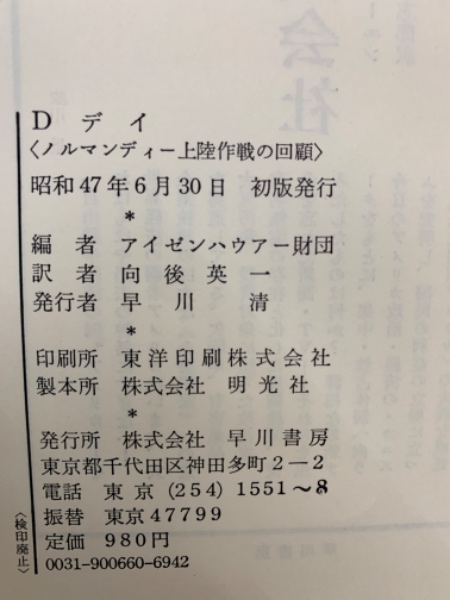 Dデイ
〈ノルマンディー上陸作戦の回顧〉
昭和47年6月30日 初版発行
*
編者 アイゼンハウアー財団
訳者 向後英一
発行者 早川清
*
印刷所 東洋印刷株式会社
製本所 株式会社 明光社
*
発行所 株式会社 早川書房
東京都千代田区神田多町2-2
電話 東京(254)1551~8
振替 東京47799
定価 980円
0031-900660-6942
〈検印廃止〉
会社